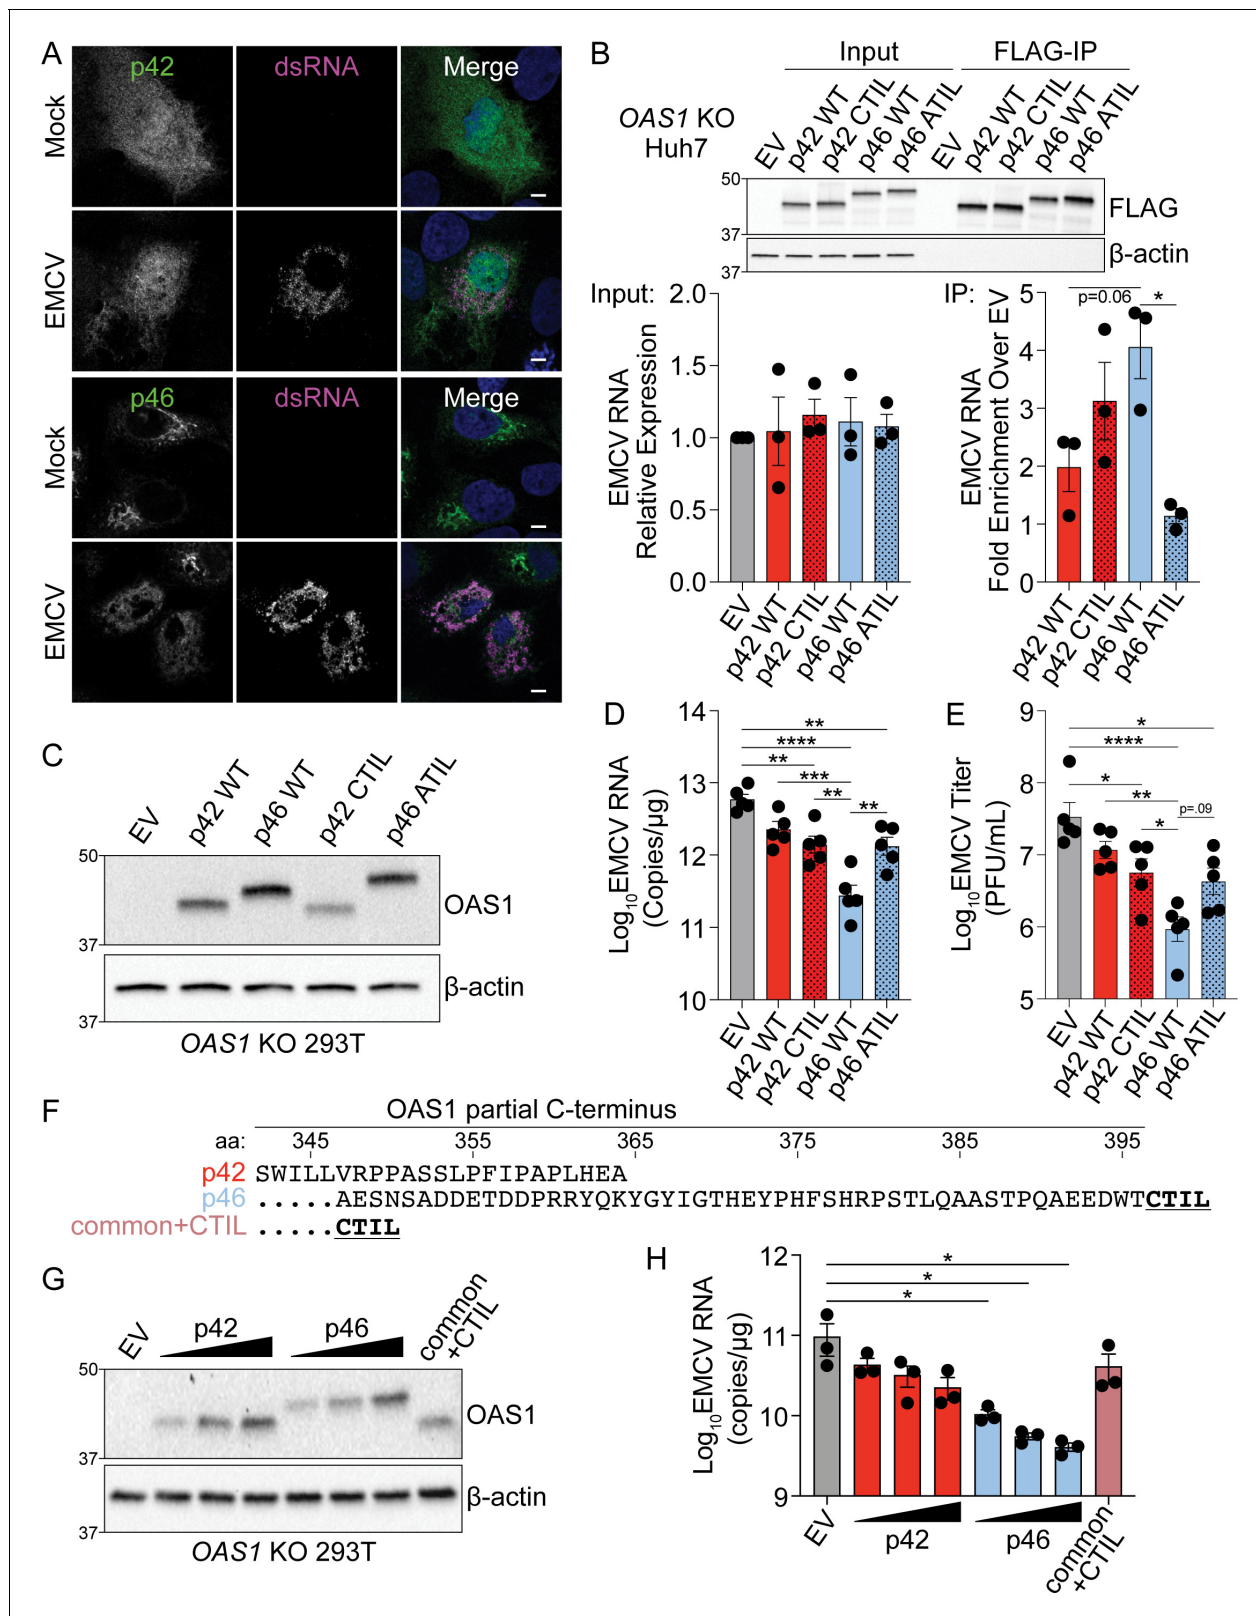 A
p42
dsRNA
Merge
Mock
EMCV
p46
dsRNA
Merge
Mock
EMCV
B
Input
FLAG-IP
OAS1 KO
Huh7
EV
p42 WT
p42 CTIL
p46 WT
p46 ATIL
EV
p42 WT
p42 CTIL
p46 WT
p46 ATIL
50
37
FLAG
37
β-actin
Input:
EMCV RNA
Relative Expression
2.0
1.5
1.0
0.5
0.0
EV
p42 WT
p42 CTIL
p46 WT
p46 ATIL
IP:
EMCV RNA
Fold Enrichment Over EV
5
4
3
2
1
0
p=0.06
*
p42 WT
p42 CTIL
p46 WT
p46 ATIL
C
EV
p42 WT
p46 WT
p42 CTIL
p46 ATIL
50
37
OAS1
37
β-actin
OAS1 KO 293T
D
Log10EMCV RNA
(Copies/µg)
14
13
12
11
10
**
****
**
***
**
**
EV
p42 WT
p42 CTIL
p46 WT
p46 ATIL
E
Log10EMCV Titer
(PFU/mL)
9
8
7
6
5
*
****
*
**
p=.09
*
EV
p42 WT
p42 CTIL
p46 WT
p46 ATIL
F
OAS1 partial C-terminus
aa: 345 355 365 375 385 395
p42 SWILLVRPPASSLPFIPAPLHEA
p46 .....AESNSADDETDDPRRYQKYGYIGTHEYPHFSHRPSTLQAASTPQAEEDWTCTIL
common+CTIL .....CTIL
G
EV
p42
p46
common
+CTIL
50
37
OAS1
37
β-actin
OAS1 KO 293T
H
Log10EMCV RNA
(copies/µg)
12
11
10
9
*
*
*
EV
p42
p46
common
+CTIL